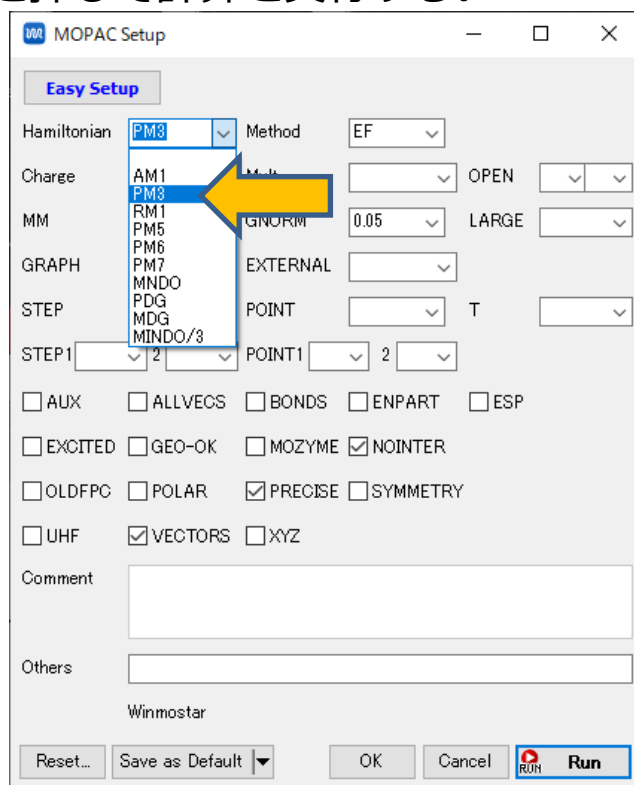 MOPAC Setup
Easy Setup
Hamiltonian PM3 Method EF
Charge OPEN
MM GNORM 0.05 LARGE
GRAPH EXTERNAL
STEP POINT T
STEP1 2 POINT1 2
AM1
PM3
RM1
PM5
PM6
PM7
MNDO
PDG
MDG
MINDO/3
AUX ALLVECS BONDS ENPART ESP
EXCITED GEO-OK MOZYME NOINTER
OLDFPC POLAR PRECISE SYMMETRY
UHF VECTORS XYZ
Comment
Others
Winmostar
Reset... Save as Default OK Cancel RUN Run